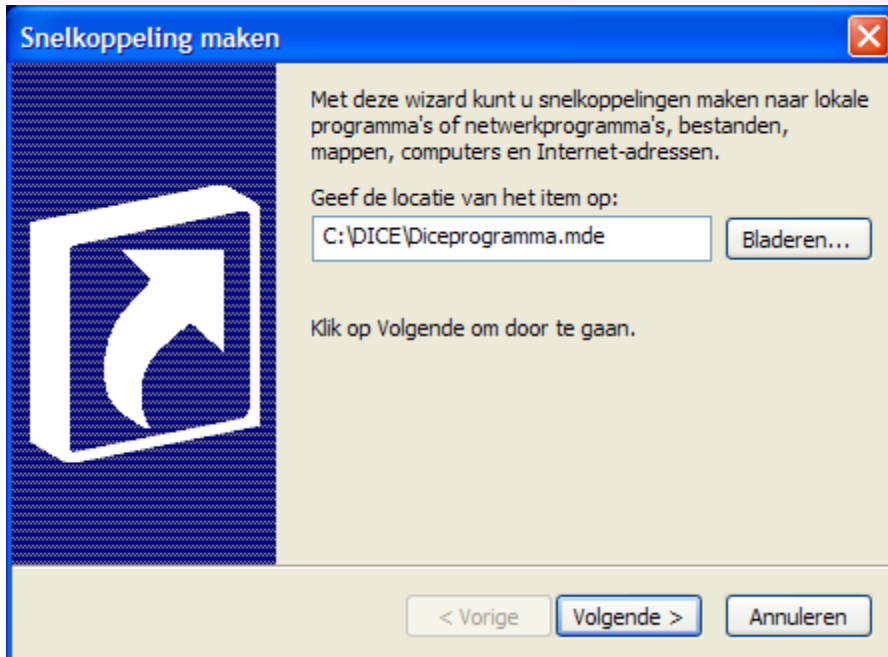 Snelkoppeling maken
Met deze wizard kunt u snelkoppelingen maken naar lokale
programma's of netwerkprogramma's, bestanden,
mappen, computers en Internet-adressen.
Geef de locatie van het item op:
C:\DICE\Diceprogramma.mde
Bladeren...
Klik op Volgende om door te gaan.
< Vorige
Volgende >
Annuleren